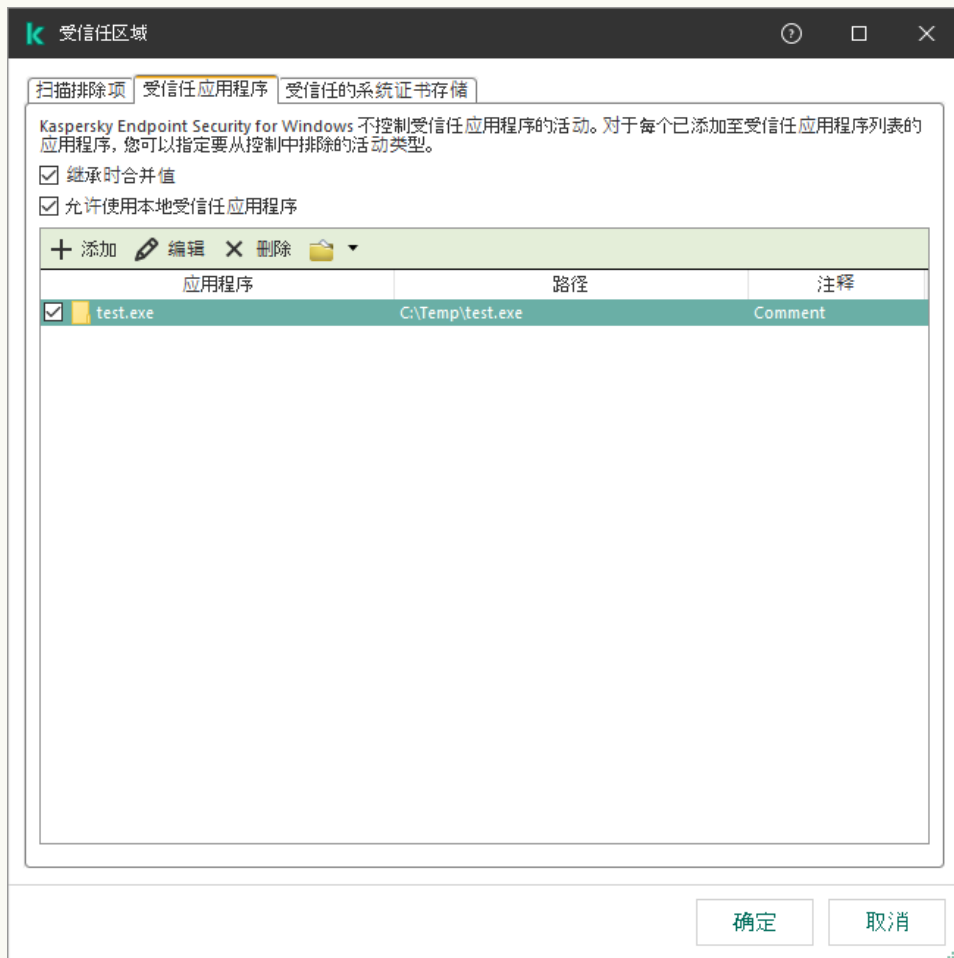 受信任区域
扫描排除项 受信任应用程序 受信任的系统证书存储
Kaspersky Endpoint Security for Windows 不控制受信任应用程序的活动。对于每个已添加至受信任应用程序列表的
应用程序, 您可以指定要从控制中排除的活动类型。
继承时合并值
允许使用本地受信任应用程序
添加 编辑 删除
应用程序 路径 注释
test.exe C:\Temp\test.exe Comment
确定 取消